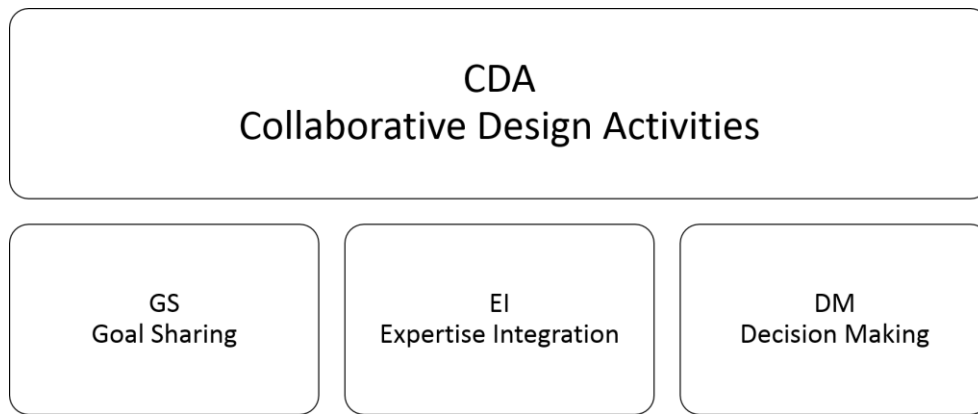 CDA
Collaborative Design Activities
GS
Goal Sharing
EI
Expertise Integration
DM
Decision Making